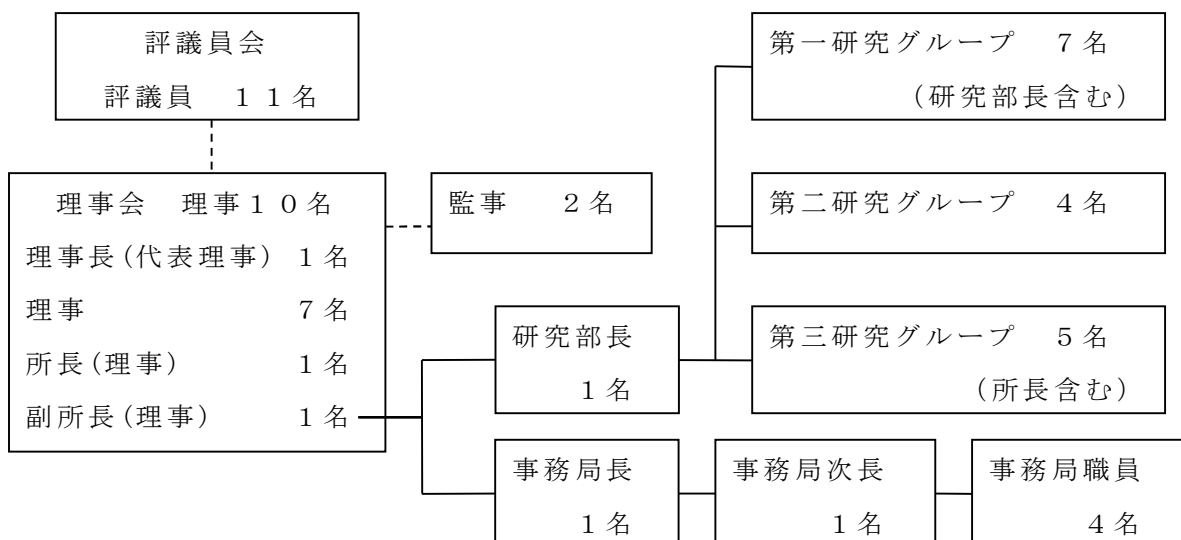 評議員会
評議員　１１名
理事会　理事１０名
理事長(代表理事)　１名
理事　７名
所長(理事)　１名
副所長(理事)　１名
監事　２名
研究部長
１名
第一研究グループ　７名
(研究部長含む)
第二研究グループ　４名
第三研究グループ　５名
(所長含む)
事務局長
１名
事務局次長
１名
事務局職員
４名